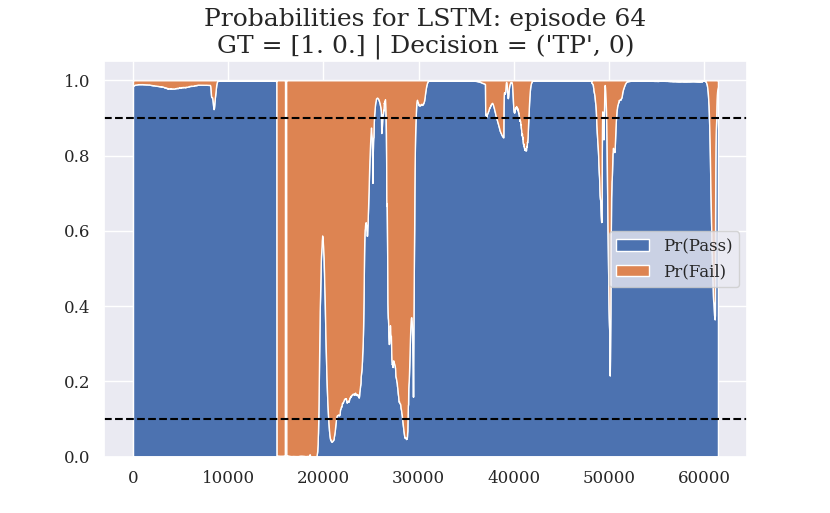 Probabilities for LSTM: episode 64
GT = [1. 0.] | Decision = ('TP', 0)
1.0
0.8
0.6
0.4
0.2
0.0
Pr(Pass)
Pr(Fail)
0 10000 20000 30000 40000 50000 60000